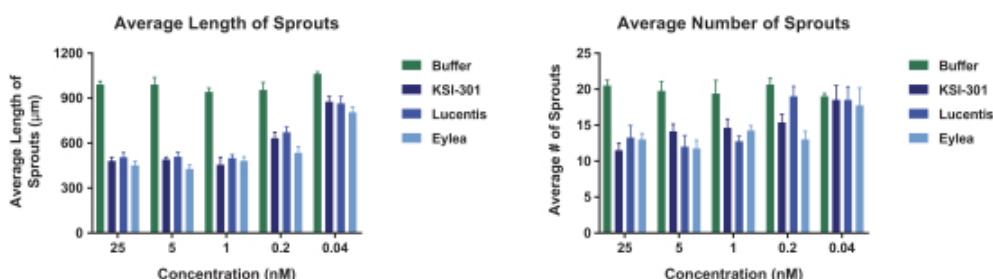 Average Length of Sprouts
1200
900
600
300
0
Average Length of
Sprouts (μm)
25 5 1 0.2 0.04
Concentration (nM)
Buffer
KSI-301
Lucentis
Eylea
Average Number of Sprouts
25
20
15
10
5
0
Average # of Sprouts
25 5 1 0.2 0.04
Concentration (nM)
Buffer
KSI-301
Lucentis
Eylea